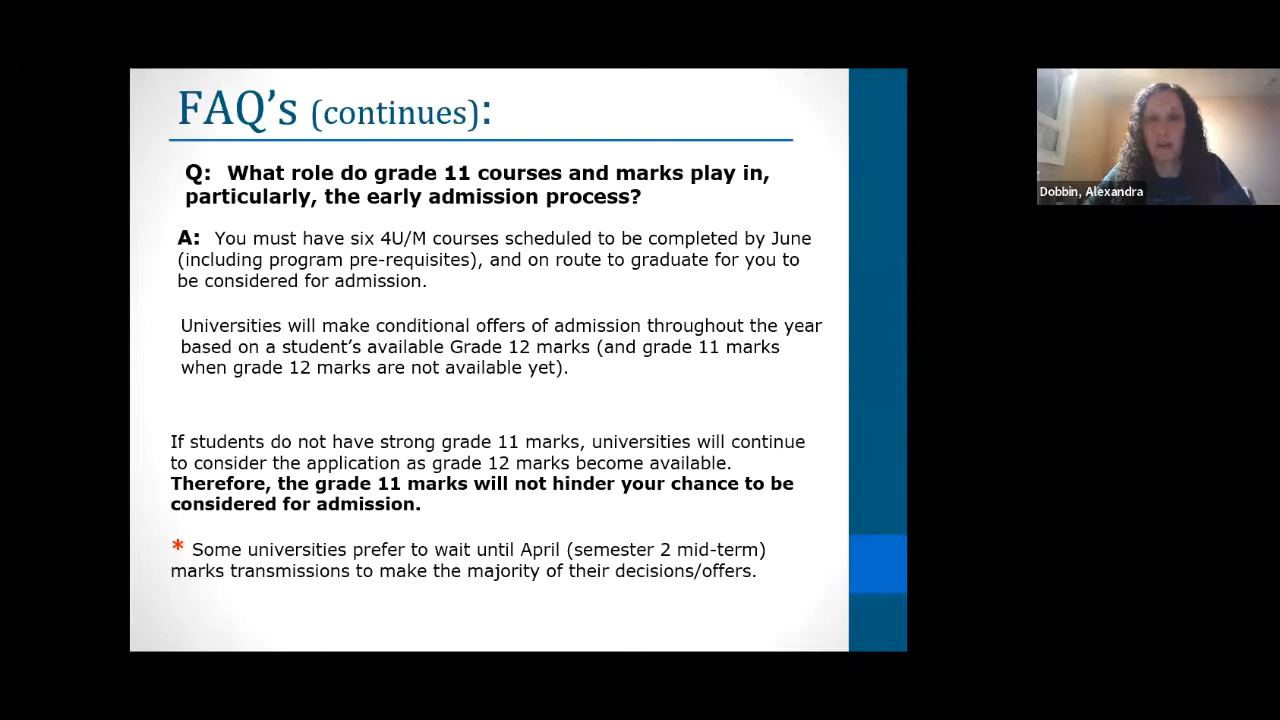 FAQ's (continues):
Q: What role do grade 11 courses and marks play in,
particularly, the early admission process?
A: You must have six 4U/M courses scheduled to be completed by June
(including program pre-requisites), and on route to graduate for you to
be considered for admission.
Universities will make conditional offers of admission throughout the year
based on a student's available Grade 12 marks (and grade 11 marks
when grade 12 marks are not available yet).
If students do not have strong grade 11 marks, universities will continue
to consider the application as grade 12 marks become available.
Therefore, the grade 11 marks will not hinder your chance to be
considered for admission.
* Some universities prefer to wait until April (semester 2 mid-term)
marks transmissions to make the majority of their decisions/offers.
Dobbin, Alexandra